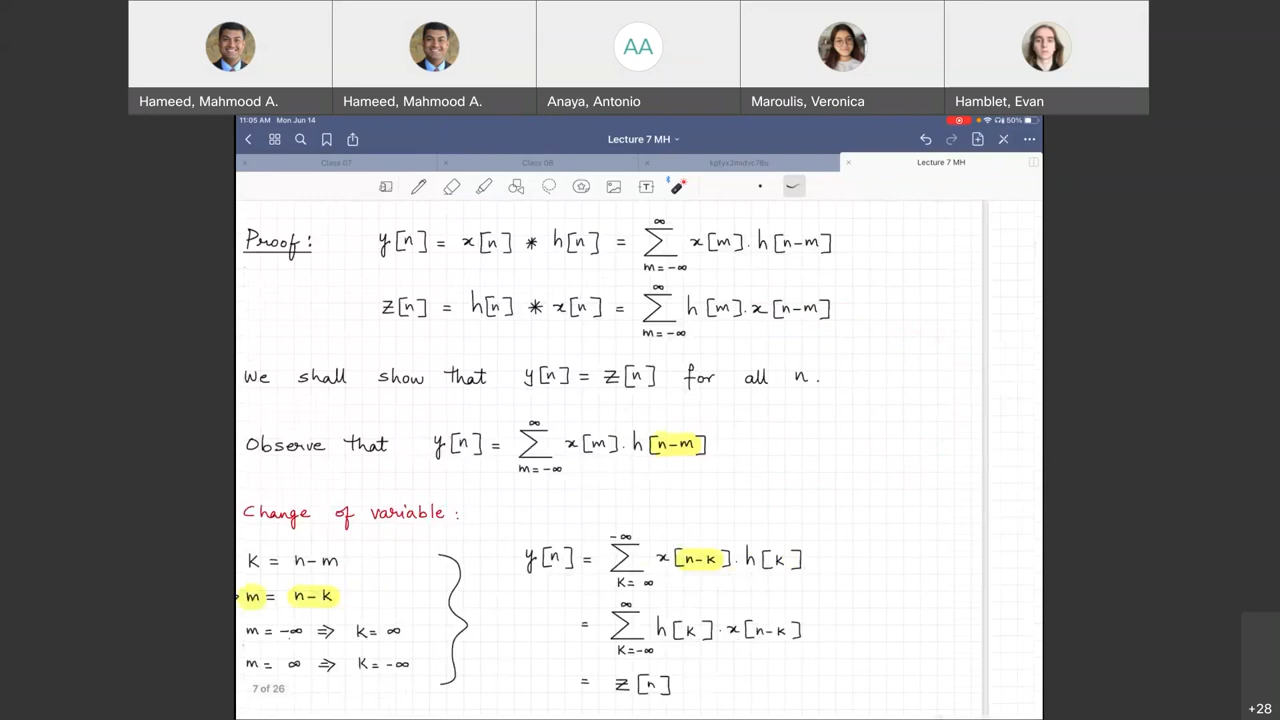 AA
Hameed, Mahmood A.
Hameed, Mahmood A.
Anaya, Antonio
Maroulis, Veronica
Hamblet, Evan
11:05 AM Mon Jun 14
50%
Lecture 7 MH
Class 07
Class 08
Lecture 7 MH
T
Proof: y[n] = x[n] * h[n] = ∑ m=-∞ ∞ x[m].h[n-m]
z[n] = h[n] * x[n] = ∑ m=-∞ ∞ h[m].x[n-m]
We shall show that y[n] = z[n] for all n.
Observe that y[n] = ∑ m=-∞ ∞ x[m].h[n-m]
Change of variable:
K = n-m
m = n-k
m = -∞ ⇒ K = ∞
m = ∞ ⇒ K = -∞
y[n] = ∑ K=∞ -∞ x[n-k].h[k]
= ∑ K=-∞ ∞ h[k].x[n-k]
= z[n]
7 of 26
+28